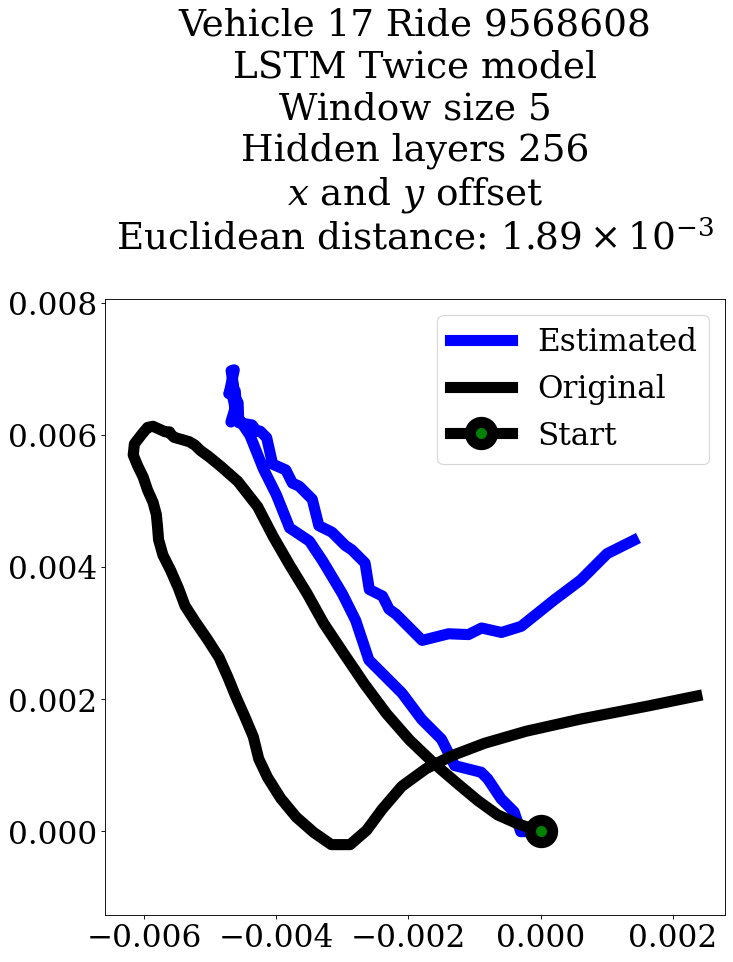 Vehicle 17 Ride 9568608
LSTM Twice model
Window size 5
Hidden layers 256
x and y offset
Euclidean distance: 1.89 × 10⁻³
0.008
Estimated
Original
Start
0.006
0.004
0.002
0.000
−0.006 −0.004 −0.002 0.000 0.002